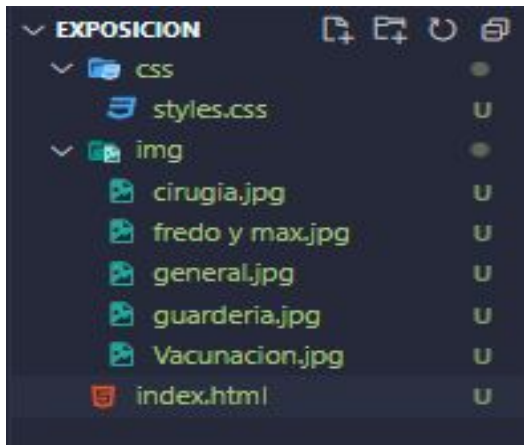 EXPOSICION
css
styles.css U
img
cirugia.jpg U
fredo y max.jpg U
general.jpg U
guarderia.jpg U
Vacunacion.jpg U
index.html U